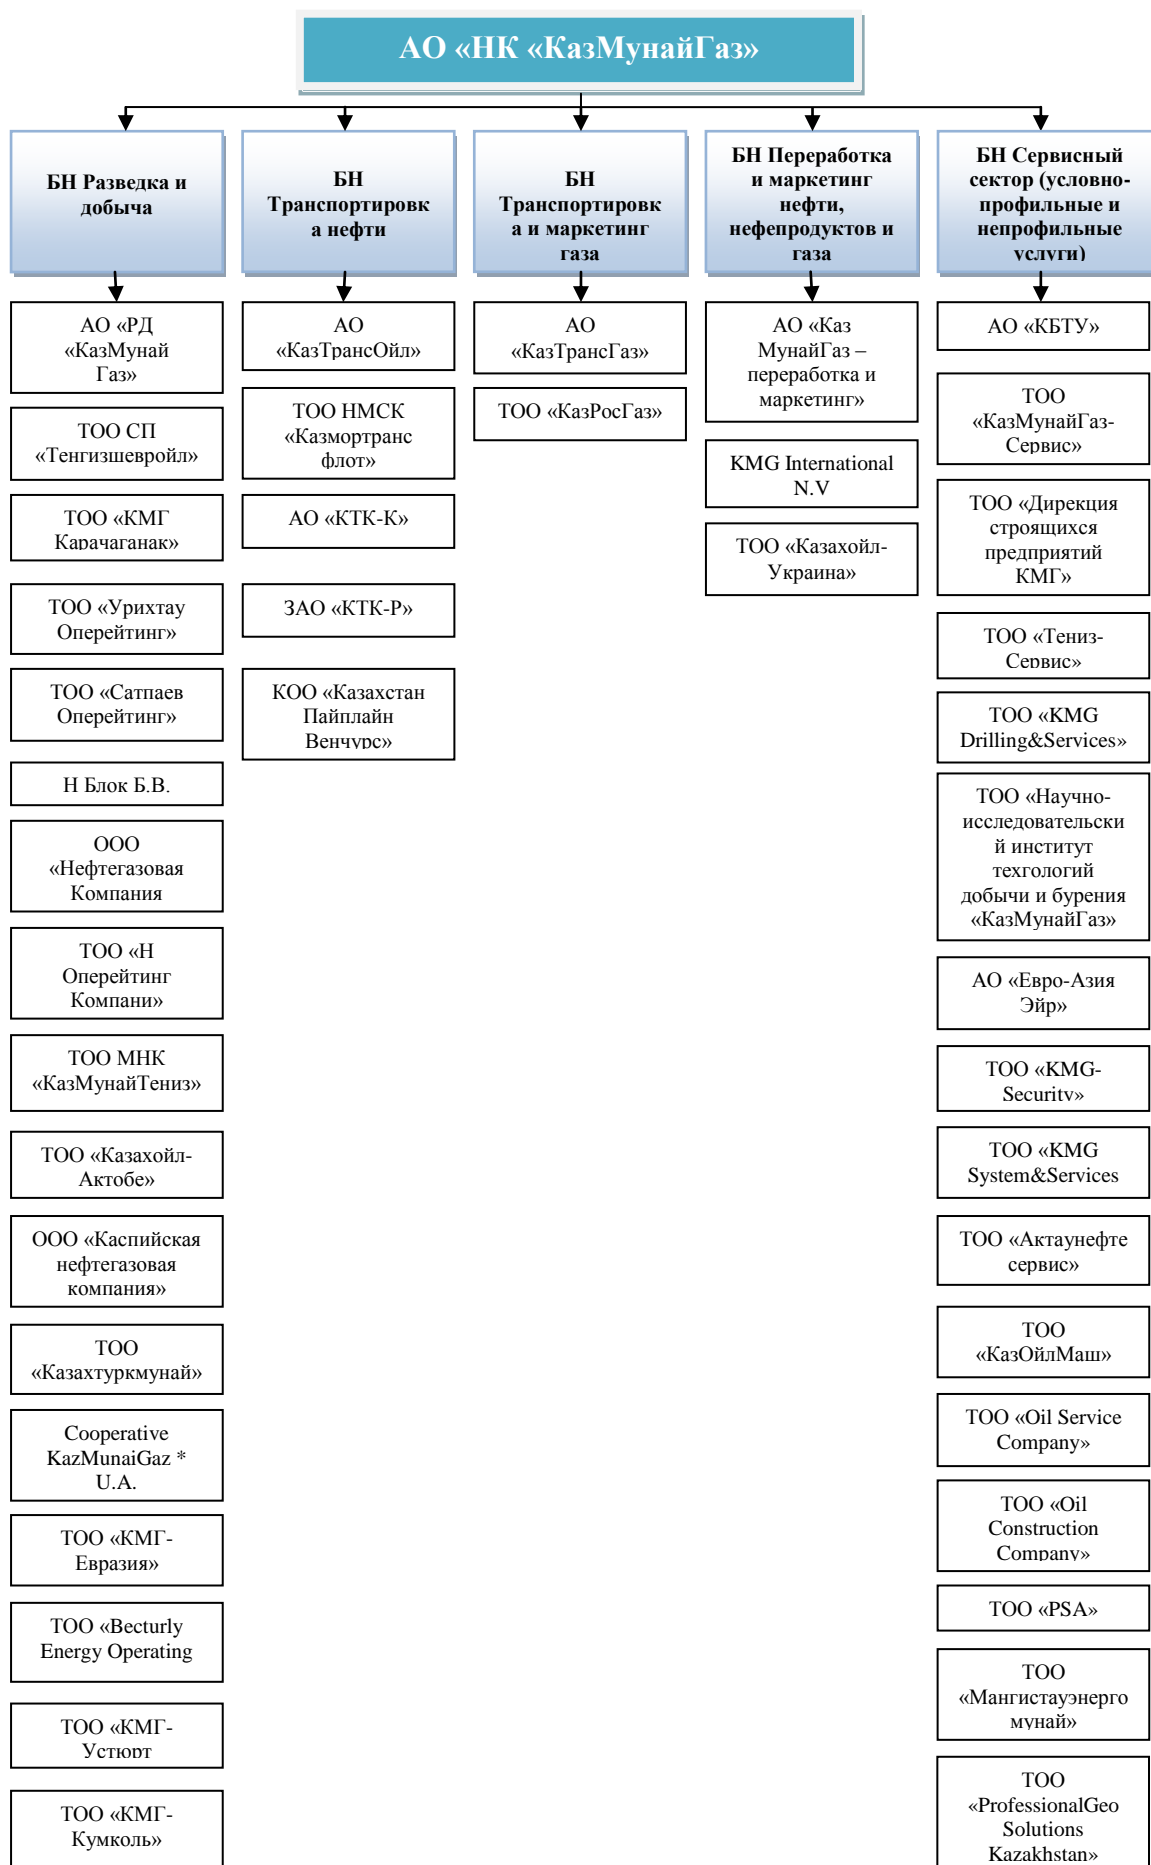 АО «НК «КазМунайГаз»
БН Разведка и
добыча
БН
Транспортировк
а нефти
БН
Транспортировк
а и маркетинг
газа
БН Переработка
и маркетинг
нефти,
нефепродуктов и
газа
БН Сервисный
сектор (условно-
профильные и
непрофильные
услуги)
АО «РД
«КазМунай
Газ»
ТОО СП
«Тенгизшевройл»
ТОО «КМГ
Карачаганак»
ТОО «Урихтау
Оперейтинг»
ТОО «Сатпаев
Оперейтинг»
Н Блок Б.В.
ООО
«Нефтегазовая
Компания
ТОО «Н
Оперейтинг
Компани»
ТОО МНК
«КазМунайТениз»
ТОО «Казахойл-
Актобе»
ООО «Каспийская
нефтегазовая
компания»
ТОО
«Казахтуркмунай»
Cooperative
KazMunaiGaz *
U.A.
ТОО «КМГ-
Евразия»
ТОО «Becturly
Energy Operating
ТОО «КМГ-
Устюрт
ТОО «КМГ-
Кумколь»
АО
«КазТрансОйл»
ТОО НМСК
«Казмортранс
флот»
АО «КТК-К»
ЗАО «КТК-Р»
КОО «Казахстан
Пайплайн
Венчурс»
АО
«КазТрансГаз»
ТОО «КазРосГаз»
АО «Каз
МунайГаз –
переработка и
маркетинг»
KMG International
N.V
ТОО «Казахойл-
Украина»
АО «КБТУ»
ТОО
«КазМунайГаз-
Сервис»
ТОО «Дирекция
строящихся
предприятий
КМГ»
ТОО «Тениз-
Сервис»
ТОО «KMG
Drilling&Services»
ТОО «Научно-
исследовательски
й институт
техгологий
добычи и бурения
«КазМунайГаз»
АО «Евро-Азия
Эйр»
ТОО «KMG-
Security»
ТОО «KMG
System&Services
ТОО «Актаунефте
сервис»
ТОО
«КазОйлМаш»
ТОО «Oil Service
Company»
ТОО «Oil
Construction
Company»
ТОО «PSA»
ТОО
«Мангистауэнерго
мунай»
ТОО
«ProfessionalGeo
Solutions
Kazakhstan»